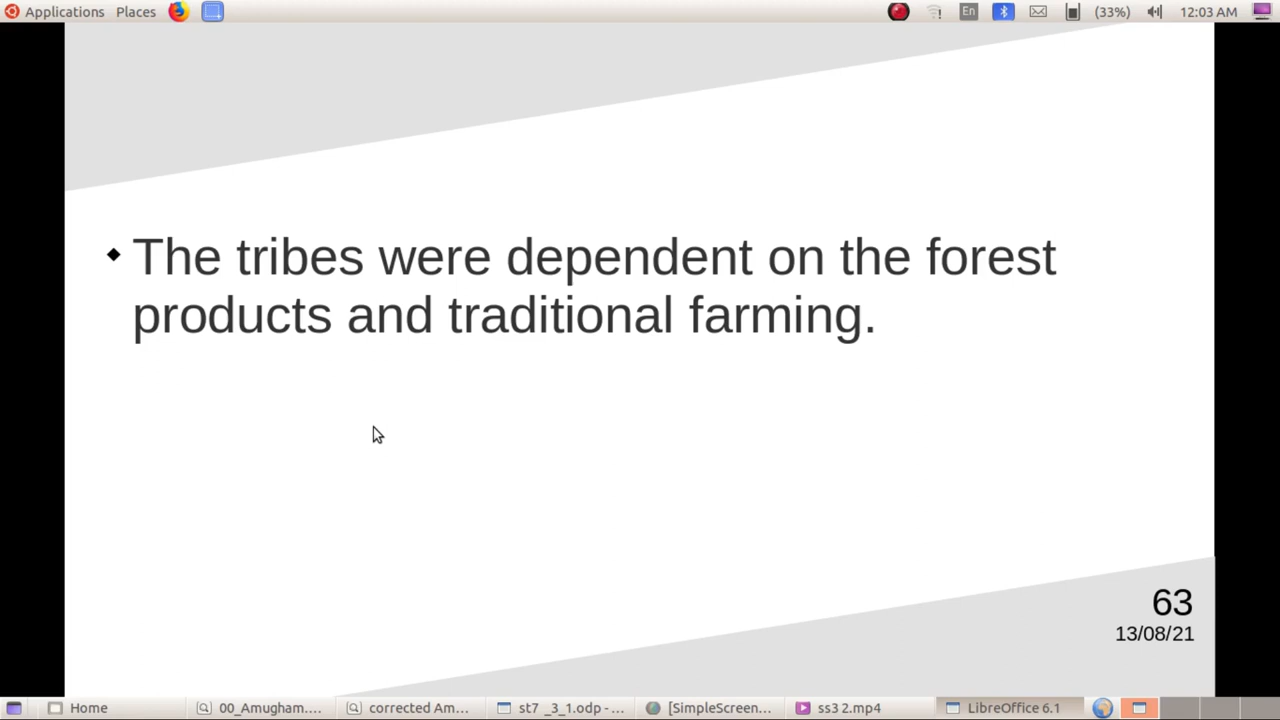 Applications Places En (33%) 12:03 AM
The tribes were dependent on the forest
products and traditional farming.
63
13/08/21
Home 00_Amugham.... corrected Am... st7 _3_1.odp - ... [SimpleScreen... ss3 2.mp4 LibreOffice 6.1